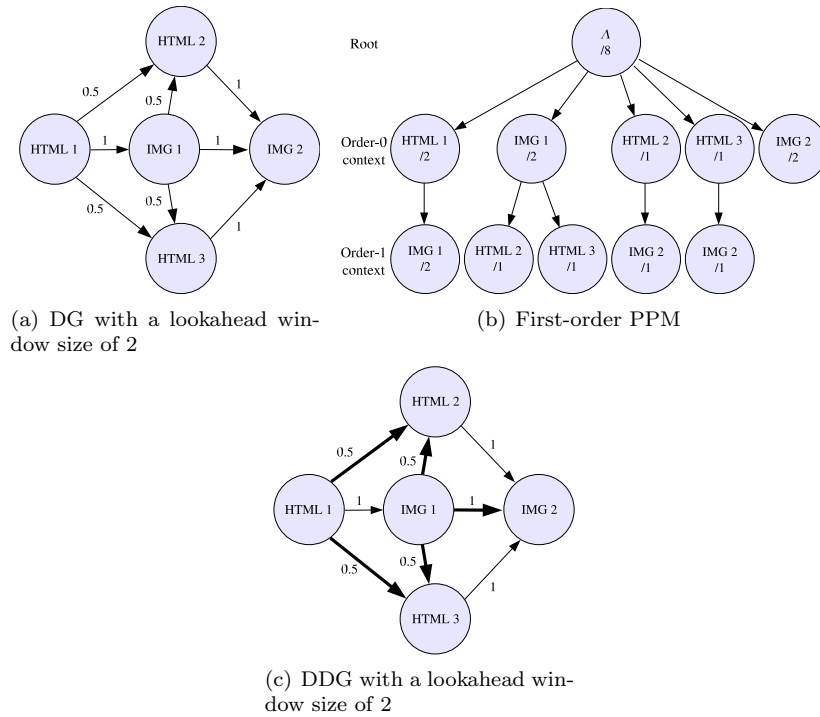 HTML 2
0.5
1
0.5
HTML 1
1
IMG 1
1
IMG 2
0.5
0.5
1
HTML 3
(a) DG with a lookahead win-
dow size of 2
Root
Λ
/8
Order-0
context
HTML 1
/2
IMG 1
/2
HTML 2
/1
HTML 3
/1
IMG 2
/2
Order-1
context
IMG 1
/2
HTML 2
/1
HTML 3
/1
IMG 2
/1
IMG 2
/1
(b) First-order PPM
HTML 2
0.5
1
0.5
HTML 1
1
IMG 1
1
IMG 2
0.5
0.5
1
HTML 3
(c) DDG with a lookahead win-
dow size of 2